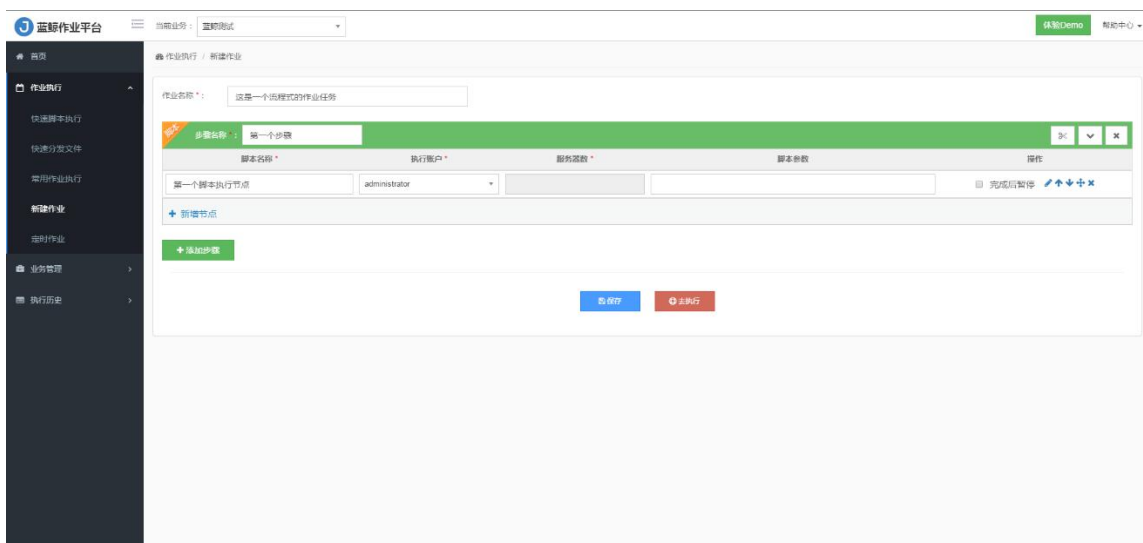 蓝鲸作业平台
当前业务： 蓝鲸测试
体验Demo 帮助中心
首页
作业执行 / 新建作业
作业执行
快速脚本执行
快速分发文件
常用作业执行
新建作业
定时作业
业务管理
执行历史
作业名称 *： 这是一个流程式的作业任务
脚本
步骤名称 *： 第一个步骤
脚本名称 * 执行账户 * 服务器数 * 脚本参数 操作
第一个脚本执行节点 administrator 完成后暂停
+ 新增节点
+ 添加步骤
保存 去执行